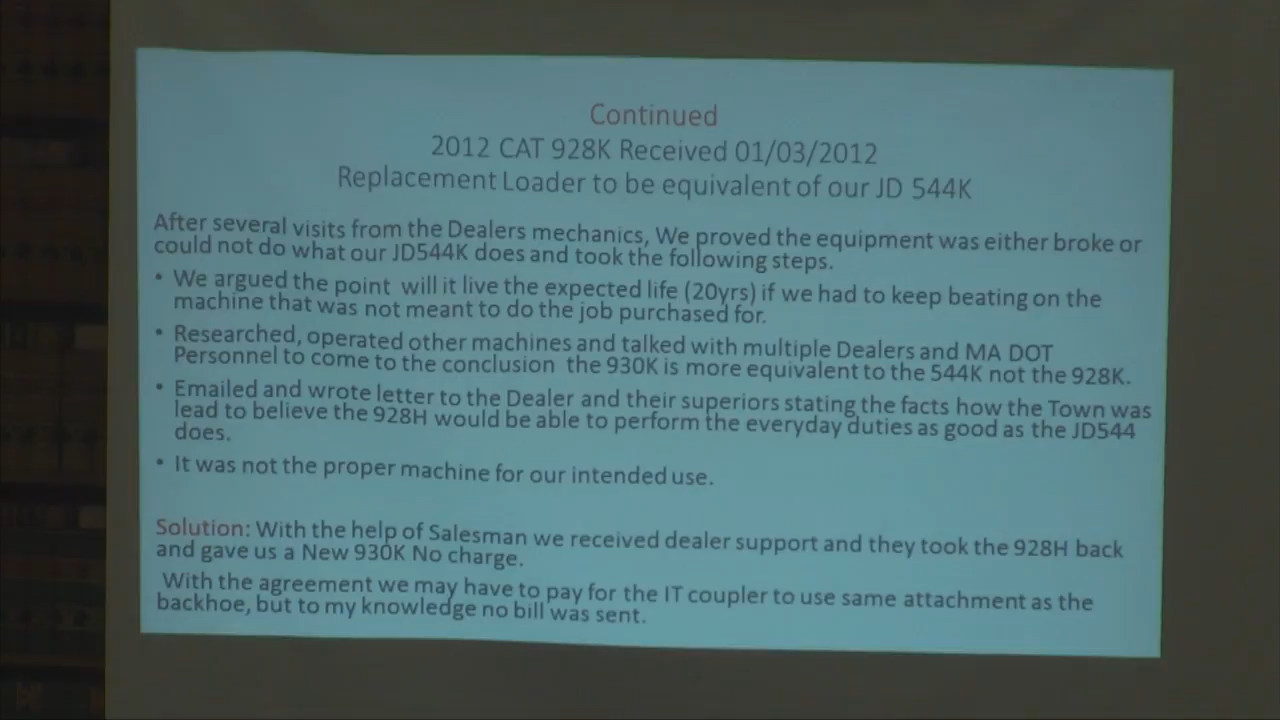 Continued
2012 CAT 928K Received 01/03/2012
Replacement Loader to be equivalent of our JD 544K
After several visits from the Dealers mechanics, We proved the equipment was either broke or
could not do what our JD544K does and took the following steps.
• We argued the point will it live the expected life (20yrs) if we had to keep beating on the
machine that was not meant to do the job purchased for.
• Researched, operated other machines and talked with multiple Dealers and MA DOT
Personnel to come to the conclusion the 930K is more equivalent to the 544K not the 928K.
• Emailed and wrote letter to the Dealer and their superiors stating the facts how the Town was
lead to believe the 928H would be able to perform the everyday duties as good as the JD544
does.
• It was not the proper machine for our intended use.
Solution: With the help of Salesman we received dealer support and they took the 928H back
and gave us a New 930K No charge.
With the agreement we may have to pay for the IT coupler to use same attachment as the
backhoe, but to my knowledge no bill was sent.